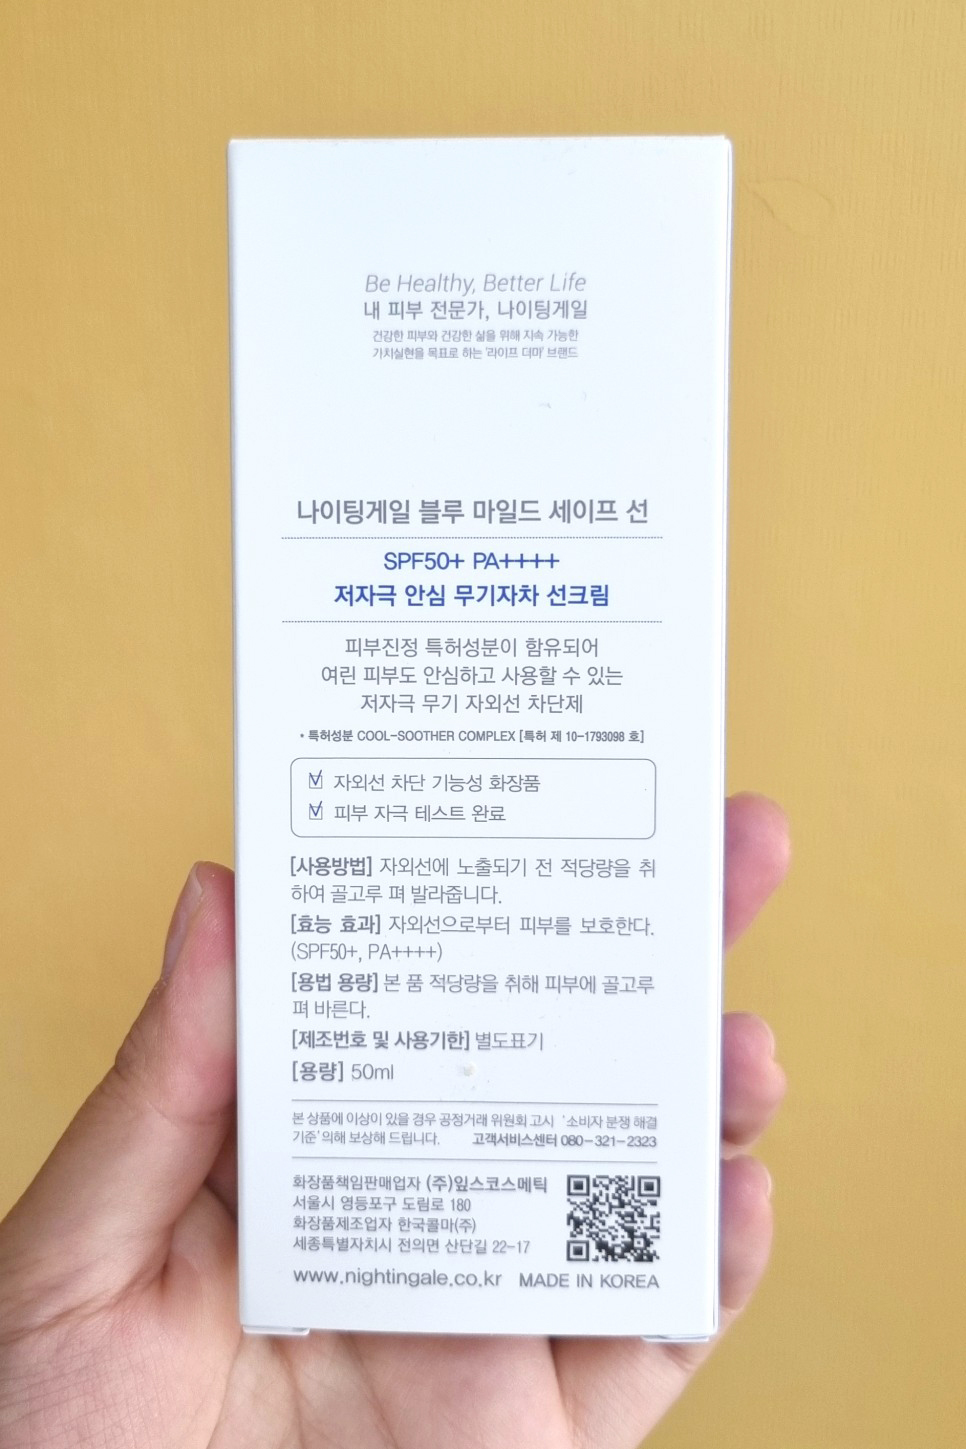 Be Healthy, Better Life
내 피부 전문가, 나이팅게일
건강한 피부와 건강한 삶을 위해 지속 가능한
가치실현을 목표로 하는 '라이프 더마' 브랜드
나이팅게일 블루 마일드 세이프 선
SPF50+ PA++++
저자극 안심 무기자차 선크림
피부진정 특허성분이 함유되어
여린 피부도 안심하고 사용할 수 있는
저자극 무기 자외선 차단제
* 특허성분 COOL-SOOTHER COMPLEX [특허 제 10-1793098 호]
자외선 차단 기능성 화장품
피부 자극 테스트 완료
[사용방법] 자외선에 노출되기 전 적당량을 취
하여 골고루 펴 발라줍니다.
[효능 효과] 자외선으로부터 피부를 보호한다.
(SPF50+, PA++++)
[용법 용량] 본 품 적당량을 취해 피부에 골고루
펴 바른다.
[제조번호 및 사용기한] 별도표기
[용량] 50ml
본 상품에 이상이 있을 경우 공정거래 위원회 고시 '소비자 분쟁 해결
기준'의해 보상해 드립니다. 고객서비스센터 080-321-2323
화장품책임판매업자 (주)잎스코스메틱
서울시 영등포구 도림로 180
화장품제조업자 한국콜마(주)
세종특별자치시 전의면 산단길 22-17
www.nightingale.co.kr MADE IN KOREA